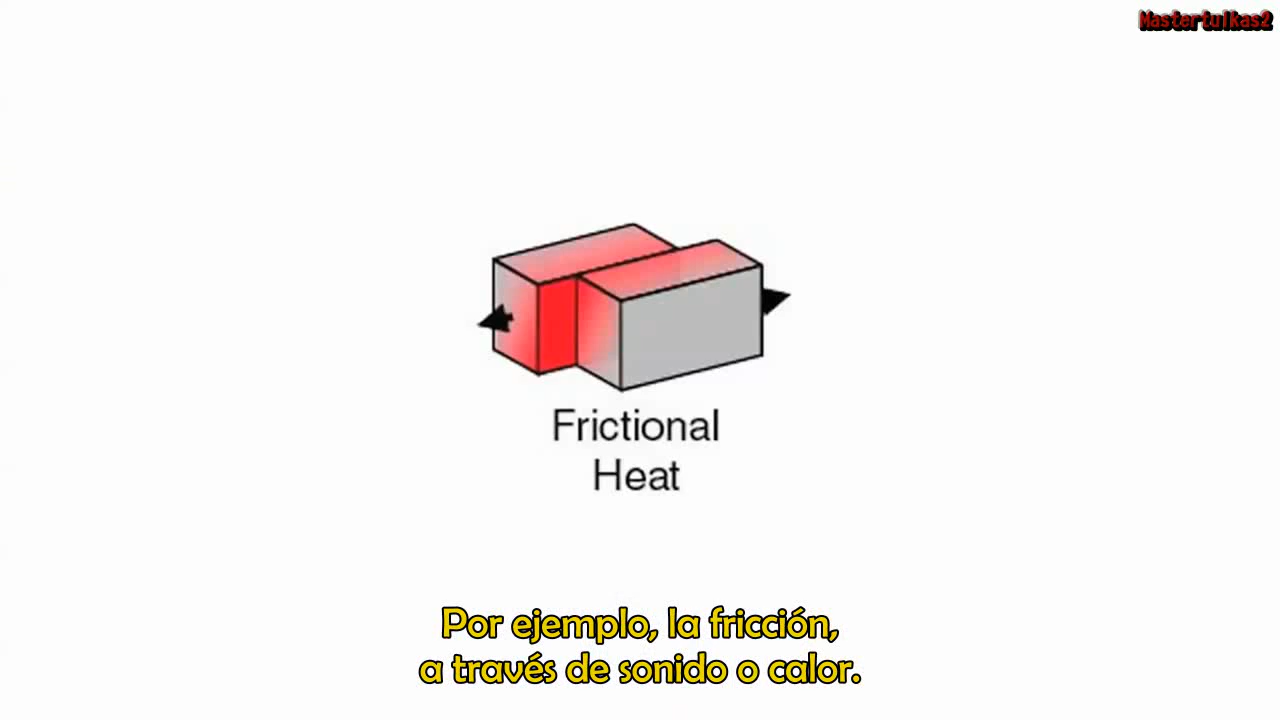 Mastertulkas2
Frictional
Heat
Por ejemplo, la fricción,
a través de sonido o calor.